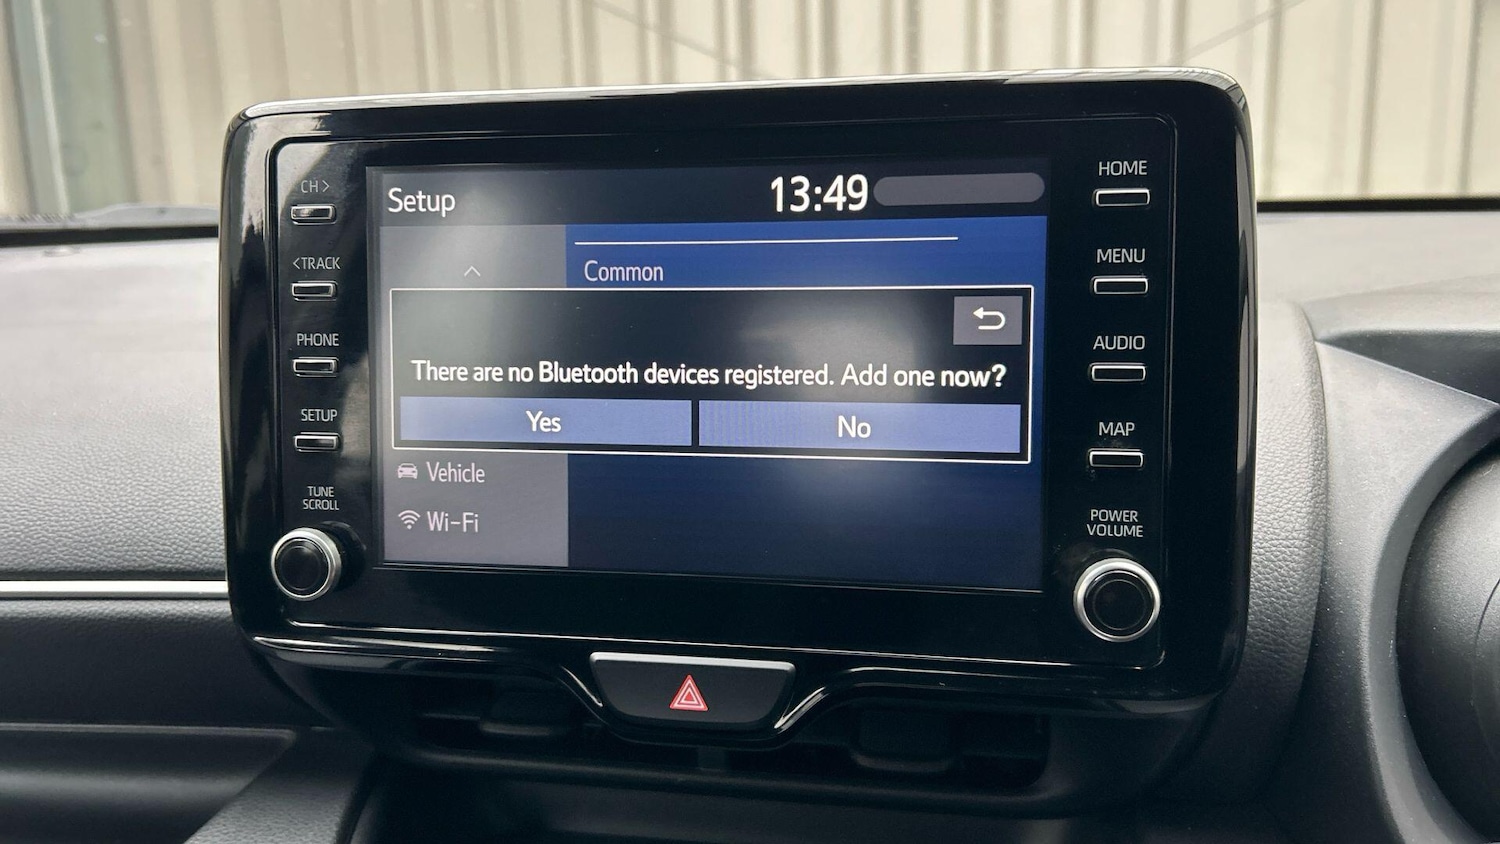 CH >
<TRACK
PHONE
SETUP
TUNE
SCROLL
Setup
13:49
Common
There are no Bluetooth devices registered. Add one now?
Yes
No
Vehicle
Wi-Fi
HOME
MENU
AUDIO
MAP
POWER
VOLUME